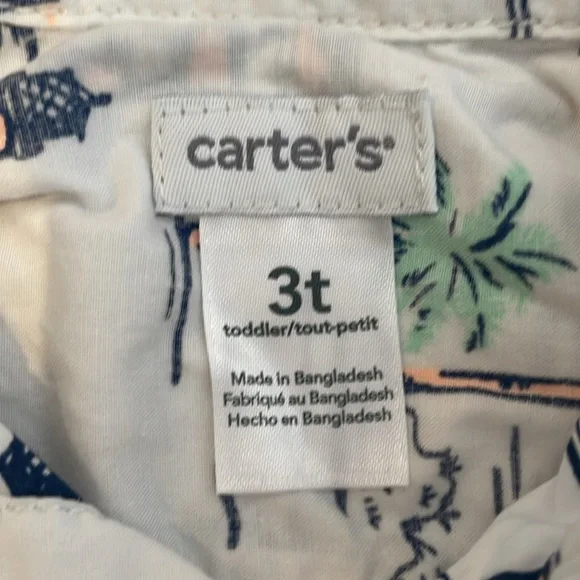 carter's®
3t
toddler/tout-petit
Made in Bangladesh
Fabriqué au Bangladesh
Hecho en Bangladesh